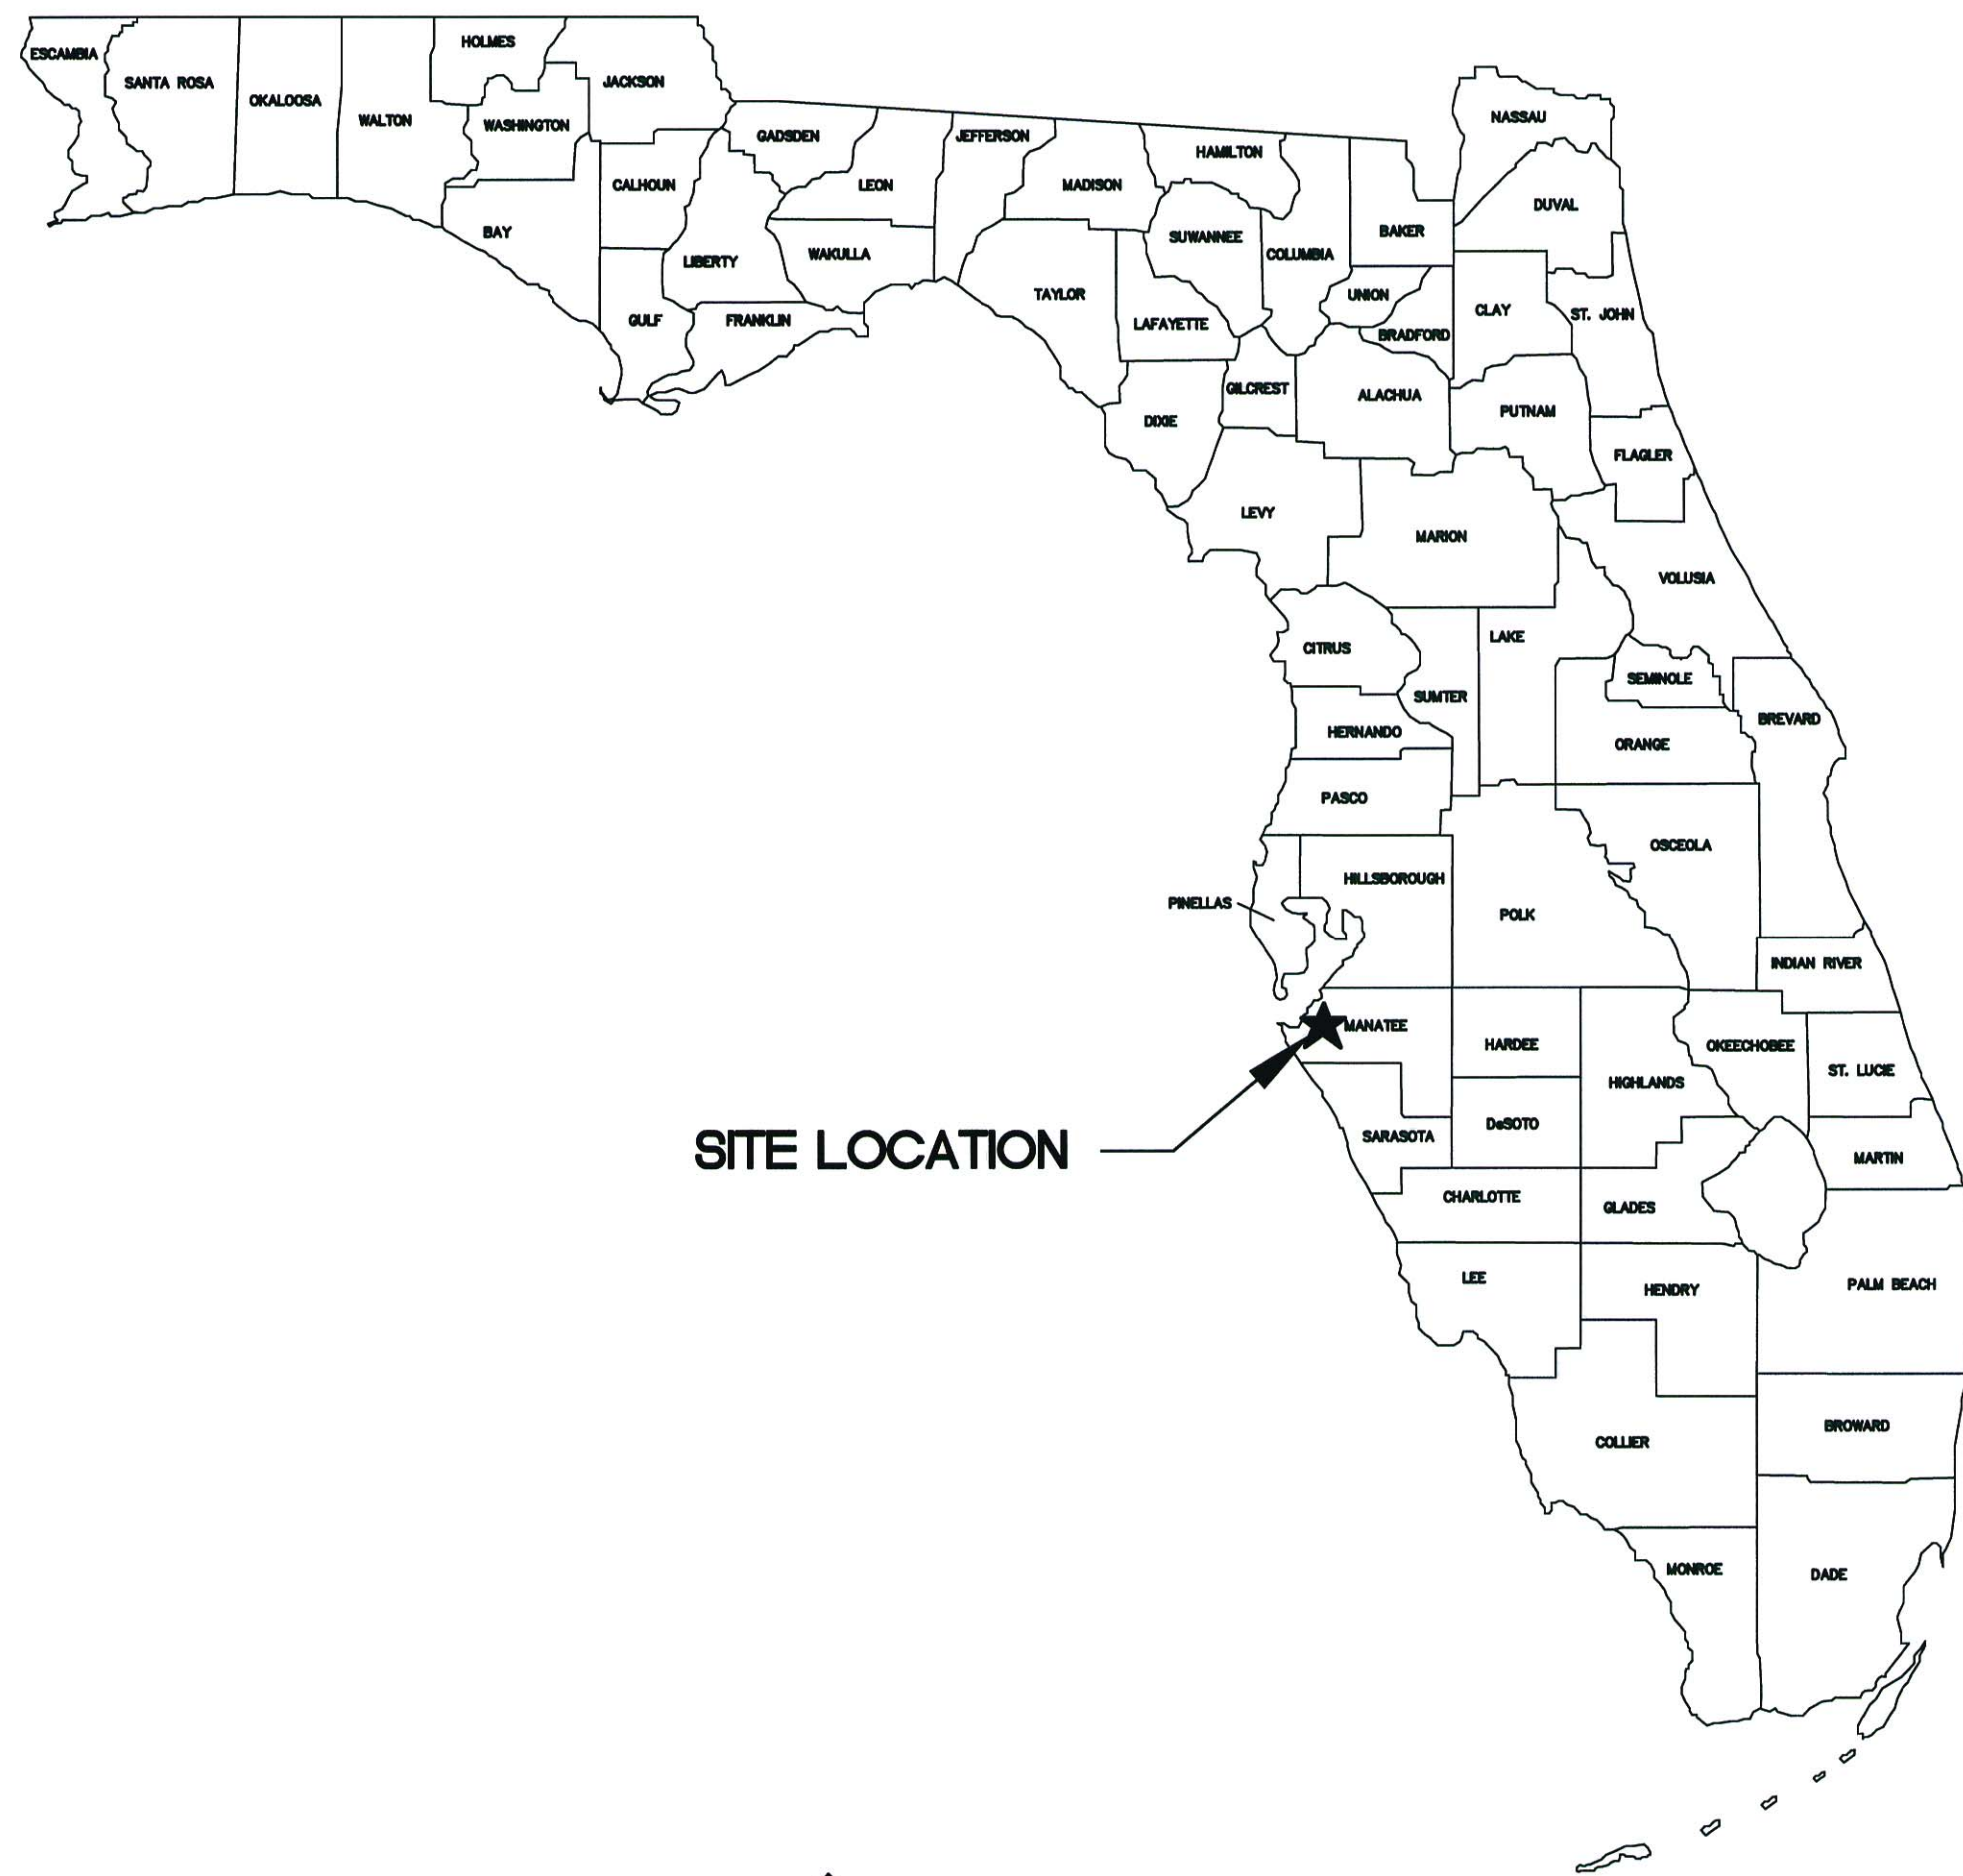 ESCAMBIA
SANTA ROSA
OKALOOSA
WALTON
HOLMES
WASHINGTON
JACKSON
BAY
CALHOUN
GULF
LIBERTY
GADSDEN
FRANKLIN
LEON
WAKULLA
JEFFERSON
MADISON
TAYLOR
HAMILTON
SUWANNEE
LAFAYETTE
DIXIE
COLUMBIA
GILCREST
BAKER
UNION
BRADFORD
ALACHUA
NASSAU
DUVAL
CLAY
ST. JOHN
PUTNAM
FLAGLER
LEVY
MARION
VOLUSIA
CITRUS
SUMTER
LAKE
SEMINOLE
HERNANDO
ORANGE
BREVARD
PASCO
OSCEOLA
HILLSBOROUGH
PINELLAS
POLK
INDIAN RIVER
MANATEE
HARDEE
HIGHLANDS
OKEECHOBEE
ST. LUCIE
SITE LOCATION
SARASOTA
DeSOTO
MARTIN
CHARLOTTE
GLADES
LEE
HENDRY
PALM BEACH
COLLIER
BROWARD
MONROE
DADE